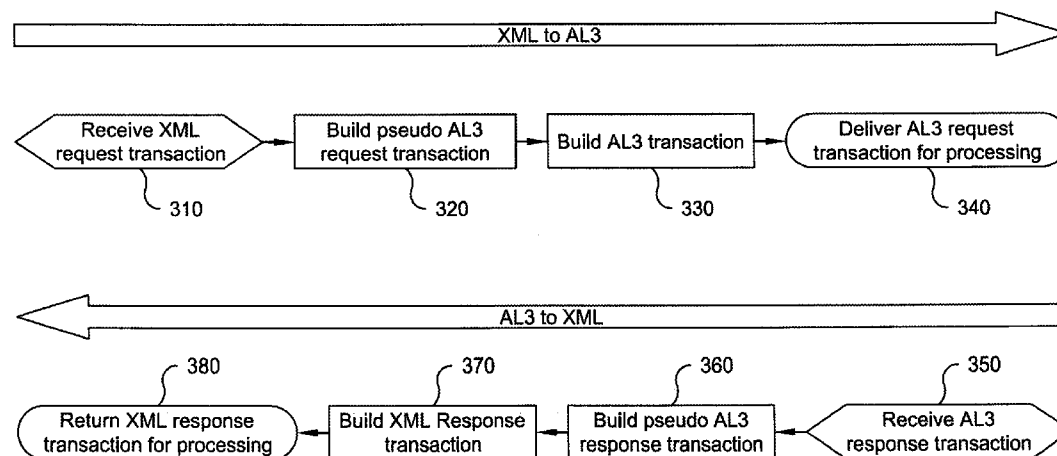 XML to AL3
Receive XML
request transaction
Build pseudo AL3
request transaction
Build AL3 transaction
Deliver AL3 request
transaction for processing
310
320
330
340
AL3 to XML
380
370
360
350
Return XML response
transaction for processing
Build XML Response
transaction
Build pseudo AL3
response transaction
Receive AL3
response transaction